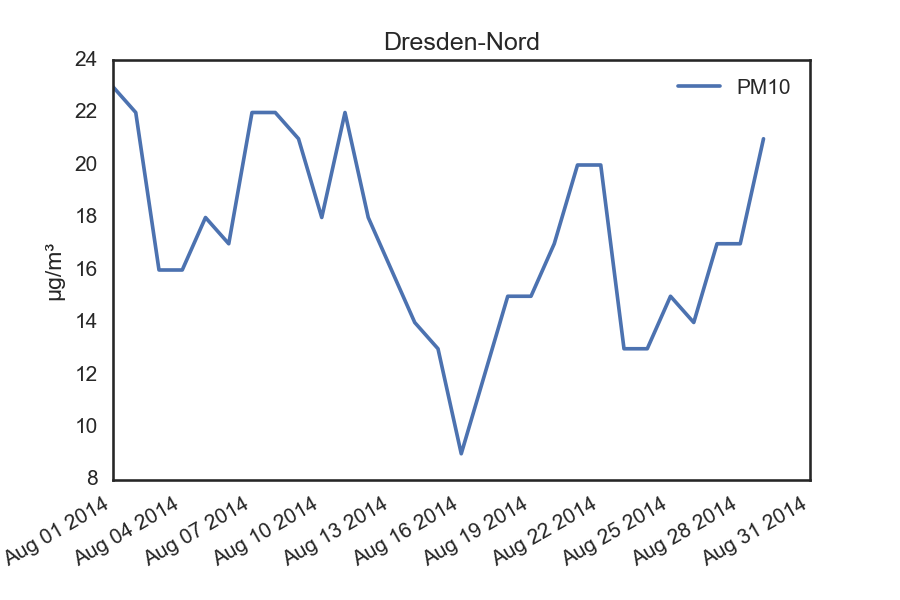 Dresden-Nord
PM10
µg/m³
24
22
20
18
16
14
12
10
8
Aug 01 2014
Aug 04 2014
Aug 07 2014
Aug 10 2014
Aug 13 2014
Aug 16 2014
Aug 19 2014
Aug 22 2014
Aug 25 2014
Aug 28 2014
Aug 31 2014